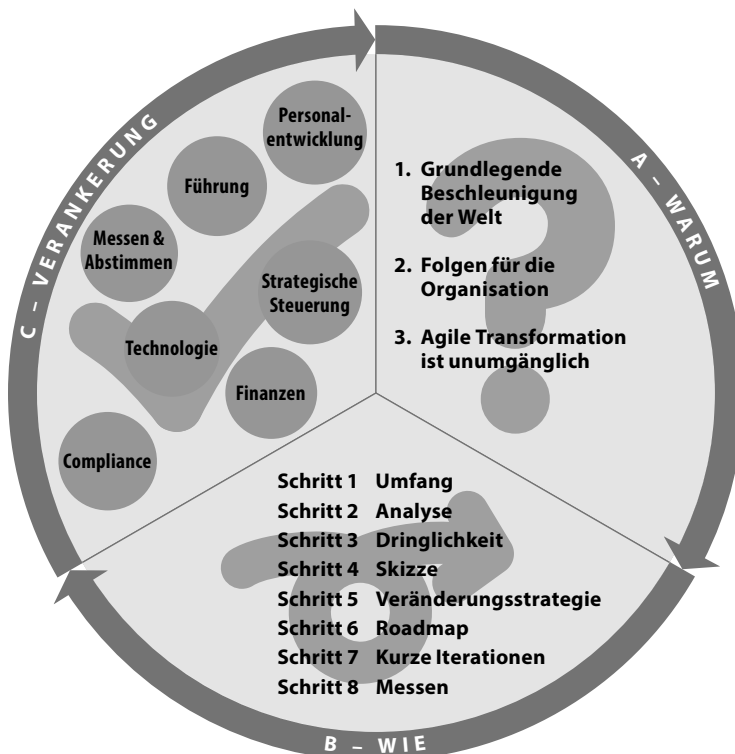 A – WARUM
1. Grundlegende
Beschleunigung
der Welt
2. Folgen für die
Organisation
3. Agile Transformation
ist unumgänglich
B – WIE
Schritt 1 Umfang
Schritt 2 Analyse
Schritt 3 Dringlichkeit
Schritt 4 Skizze
Schritt 5 Veränderungsstrategie
Schritt 6 Roadmap
Schritt 7 Kurze Iterationen
Schritt 8 Messen
C – VERANKERUNG
Personal-
entwicklung
Führung
Messen &
Abstimmen
Strategische
Steuerung
Technologie
Finanzen
Compliance